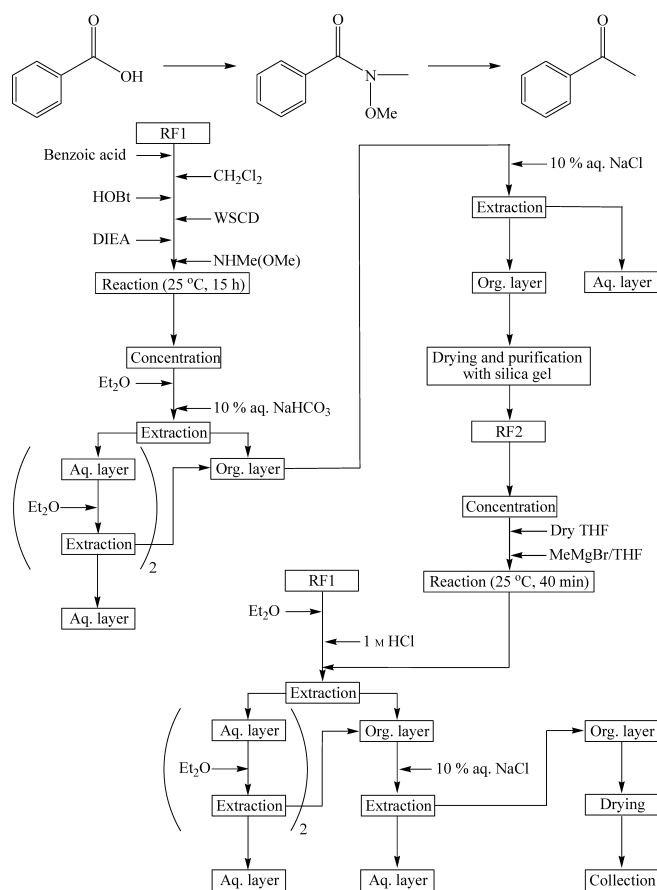 O
OH
O
N
OMe
O
RF1
Benzoic acid
CH₂Cl₂
HOBt
WSCD
DIEA
NHMe(OMe)
Reaction (25 °C, 15 h)
Concentration
Et₂O
10 % aq. NaHCO₃
Extraction
Aq. layer
Org. layer
Et₂O
Extraction
2
Aq. layer
10 % aq. NaCl
Extraction
Org. layer
Aq. layer
Drying and purification
with silica gel
RF2
Concentration
Dry THF
MeMgBr/THF
Reaction (25 °C, 40 min)
RF1
Et₂O
1 M HCl
Extraction
Aq. layer
Org. layer
Et₂O
10 % aq. NaCl
Extraction
2
Extraction
Aq. layer
Aq. layer
Org. layer
Drying
Collection